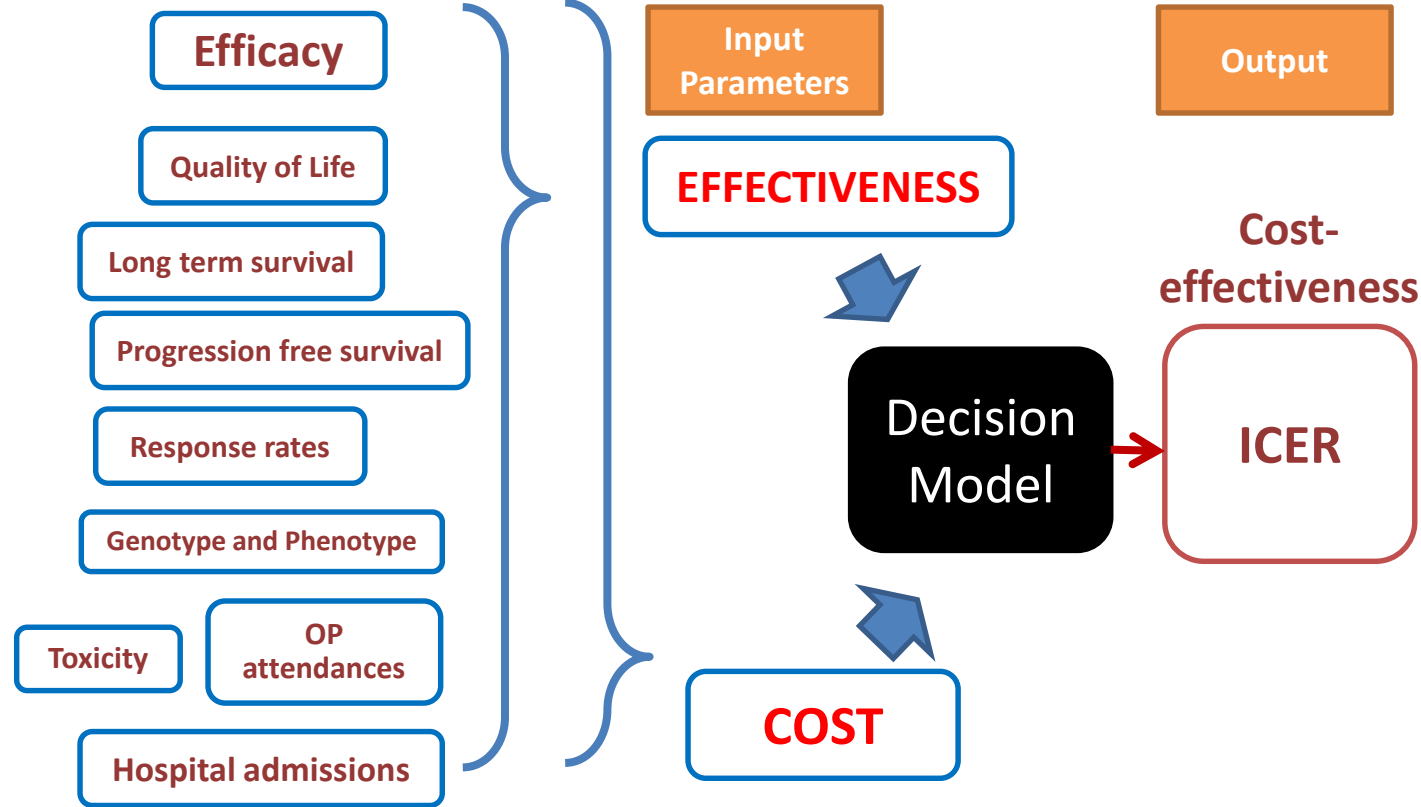 Efficacy
Quality of Life
Long term survival
Progression free survival
Response rates
Genotype and Phenotype
Toxicity
OP
attendances
Hospital admissions
Input
Parameters
EFFECTIVENESS
COST
Decision
Model
Output
Cost-
effectiveness
ICER